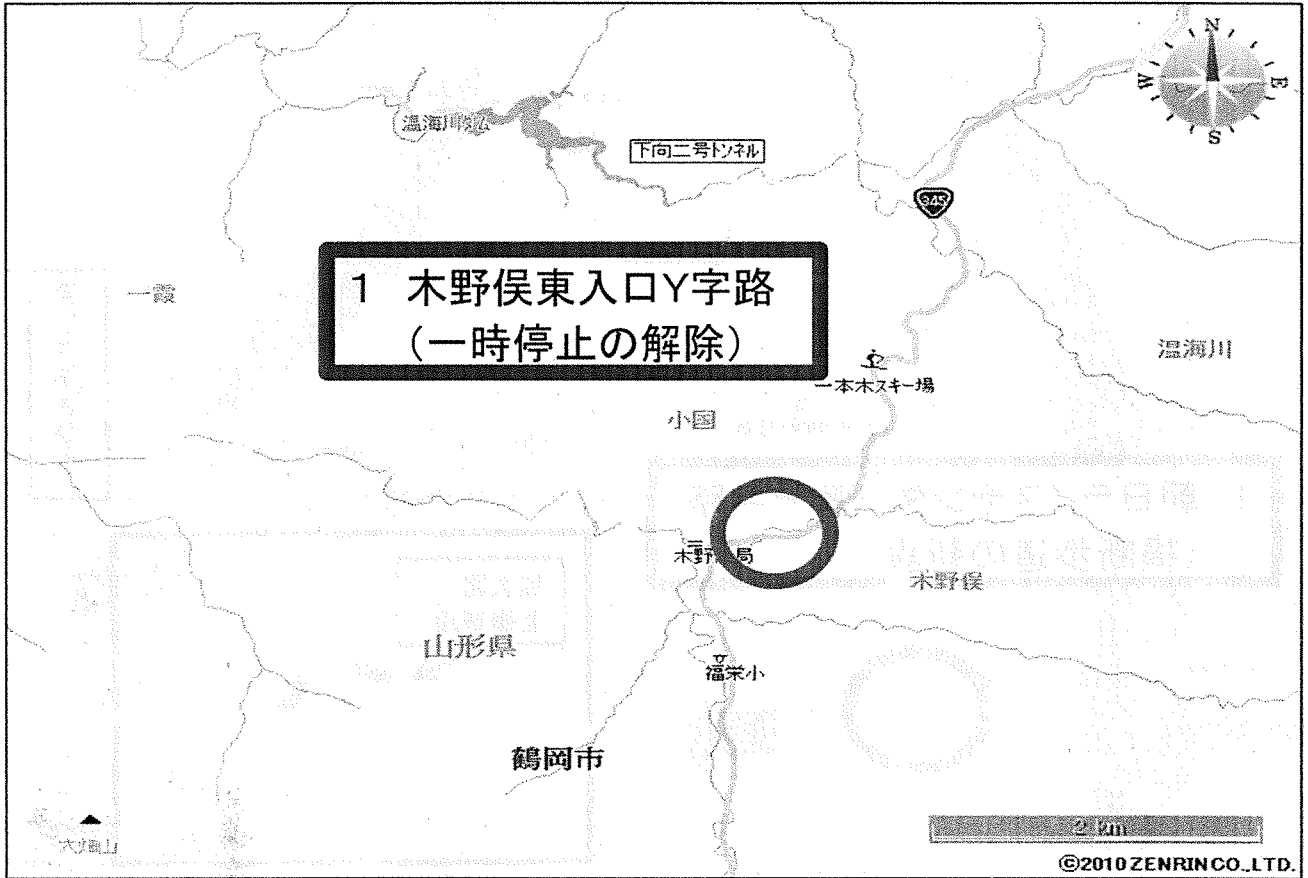 N
W
E
S
温海川ダム
下向二号トンネル
345
1 木野俣東入口Y字路
(一時停止の解除)
一霞
温海川
一本木スキー場
小国
木野俣
山形県
福栄小
鶴岡市
2 km
©2010 ZENRIN CO.,LTD.